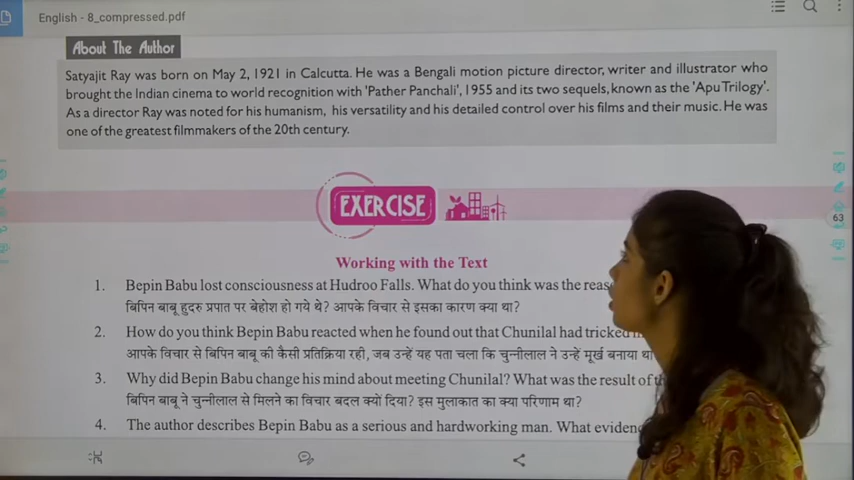 English - 8_compressed.pdf
About The Author
Satyajit Ray was born on May 2, 1921 in Calcutta. He was a Bengali motion picture director, writer and illustrator who
brought the Indian cinema to world recognition with 'Pather Panchali', 1955 and its two sequels, known as the 'Apu Trilogy'.
As a director Ray was noted for his humanism, his versatility and his detailed control over his films and their music. He was
one of the greatest filmmakers of the 20th century.
EXERCISE
63
Working with the Text
1. Bepin Babu lost consciousness at Hudroo Falls. What do you think was the
बिपिन बाबू हुदरु प्रपात पर बेहोश हो गये थे? आपके विचार से इसका कारण क्या था?
2. How do you think Bepin Babu reacted when he found out that Chunilal had tricked
आपके विचार से बिपिन बाबू की कैसी प्रतिक्रिया रही, जब उन्हें यह पता चला कि चुन्नीलाल ने उन्हें मूर्ख बनाया था
3. Why did Bepin Babu change his mind about meeting Chunilal? What was the result of
बिपिन बाबू ने चुन्नीलाल से मिलने का विचार बदल क्यों दिया? इस मुलाकात का क्या परिणाम था?
4. The author describes Bepin Babu as a serious and hardworking man. What